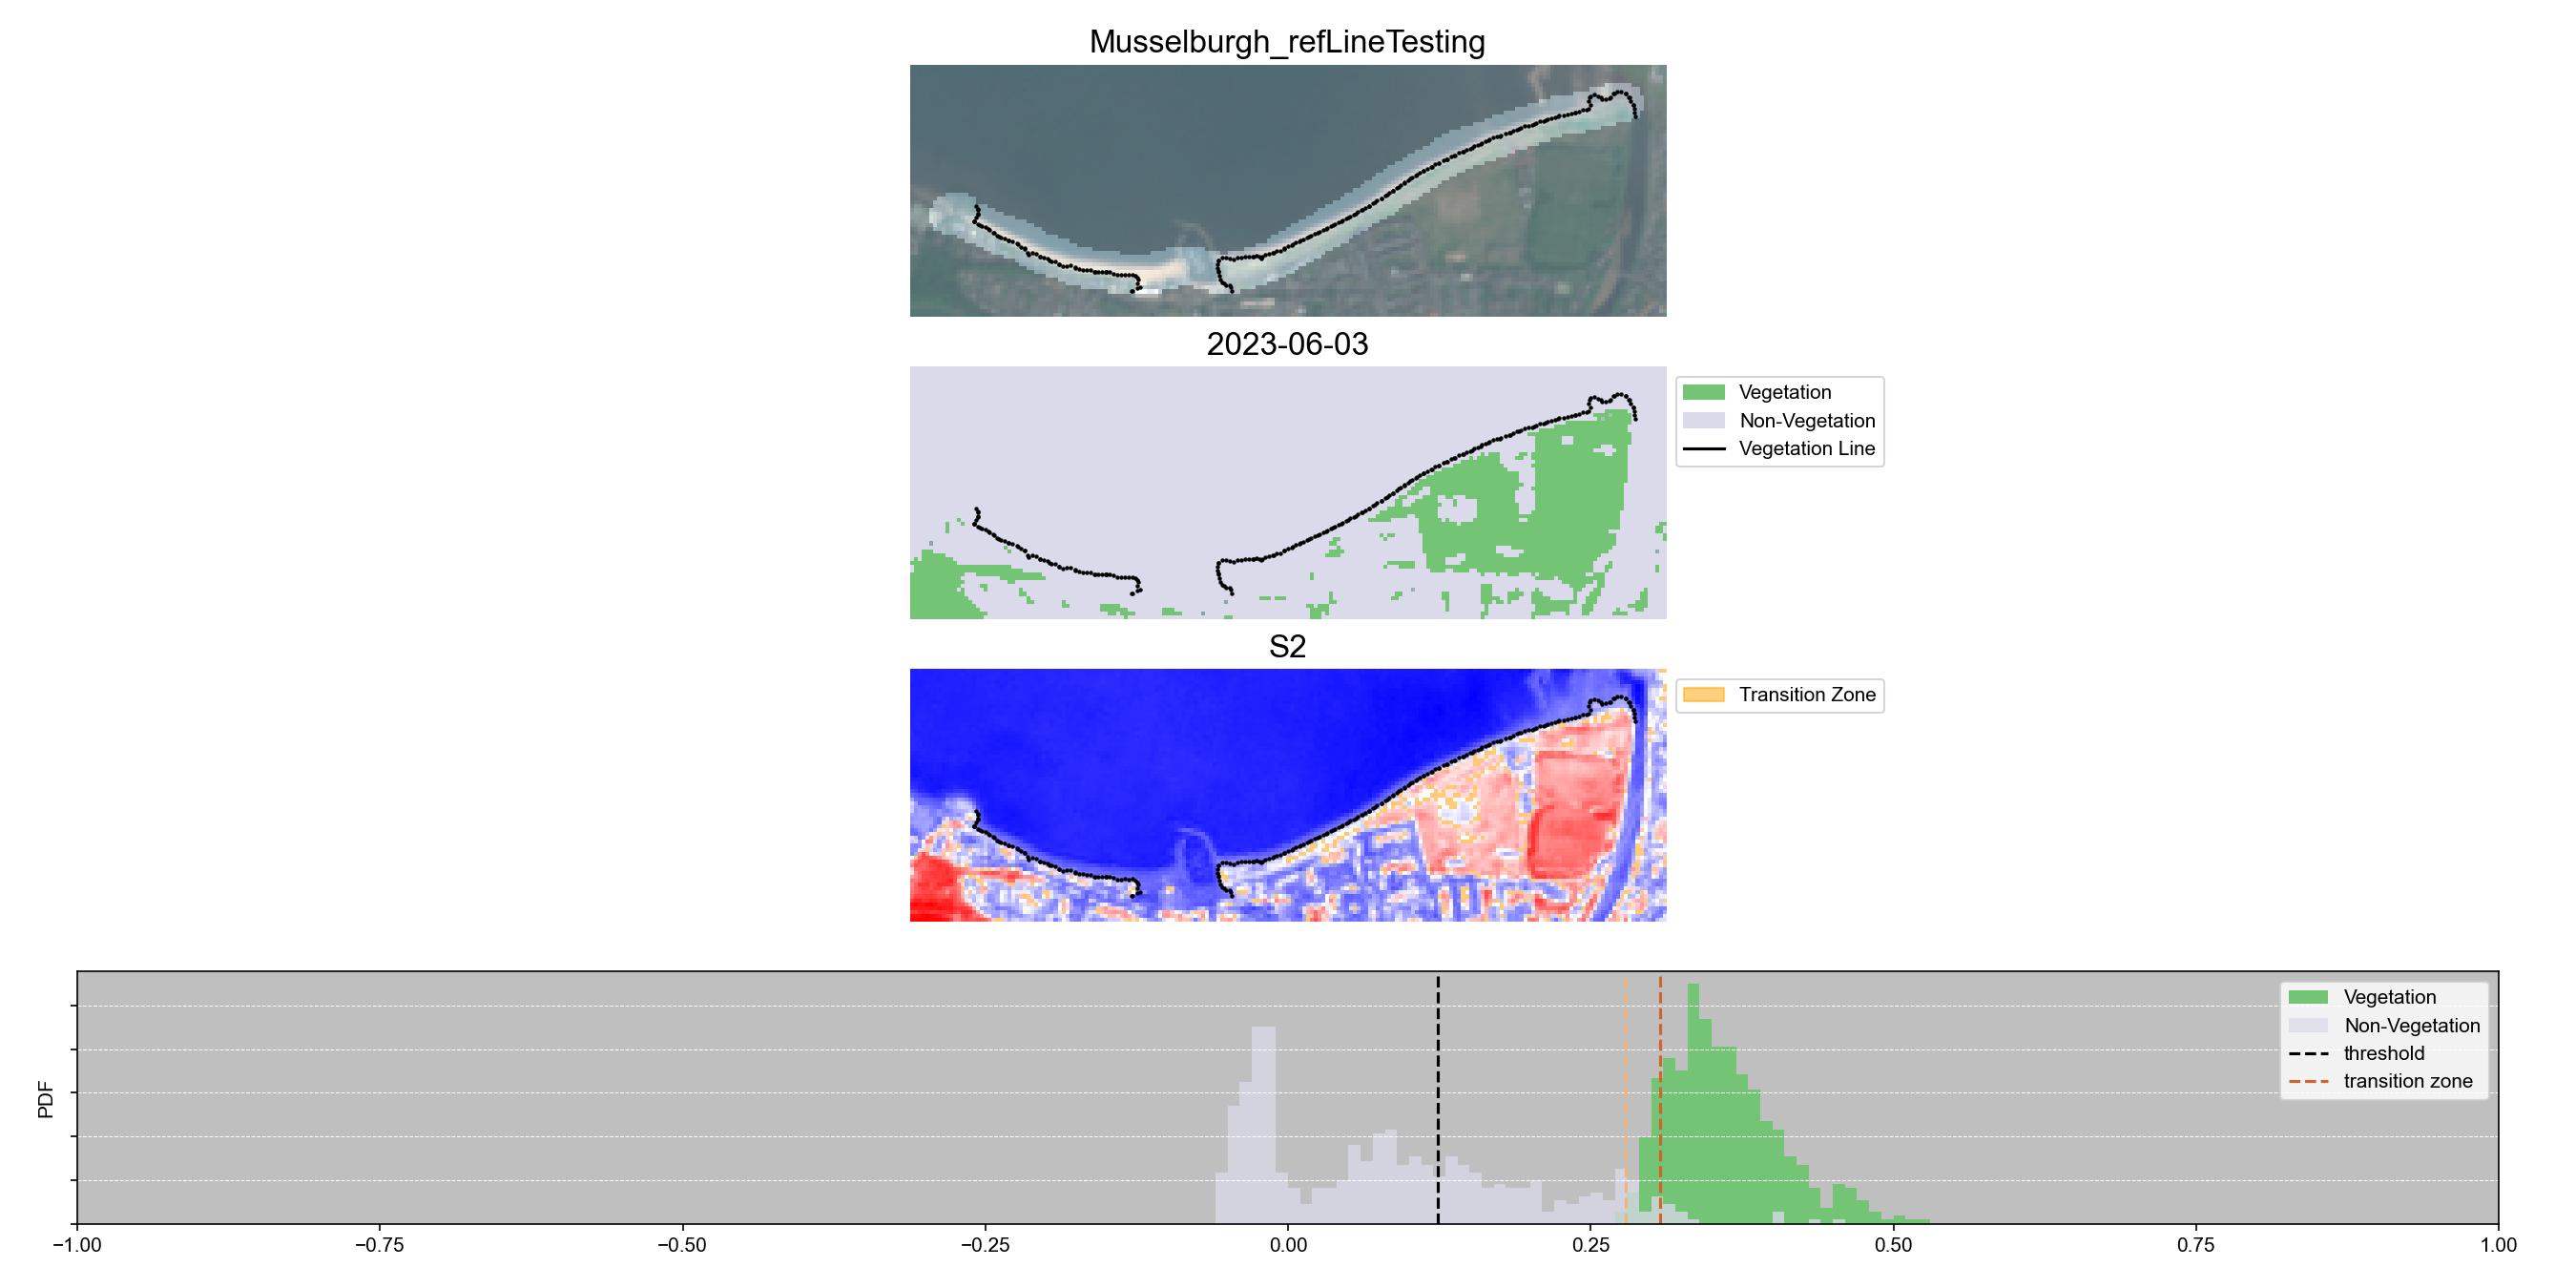 Musselburgh_refLineTesting
2023-06-03
Vegetation
Non-Vegetation
Vegetation Line
S2
Transition Zone
PDF
Vegetation
Non-Vegetation
threshold
transition zone
−1.00 −0.75 −0.50 −0.25 0.00 0.25 0.50 0.75 1.00